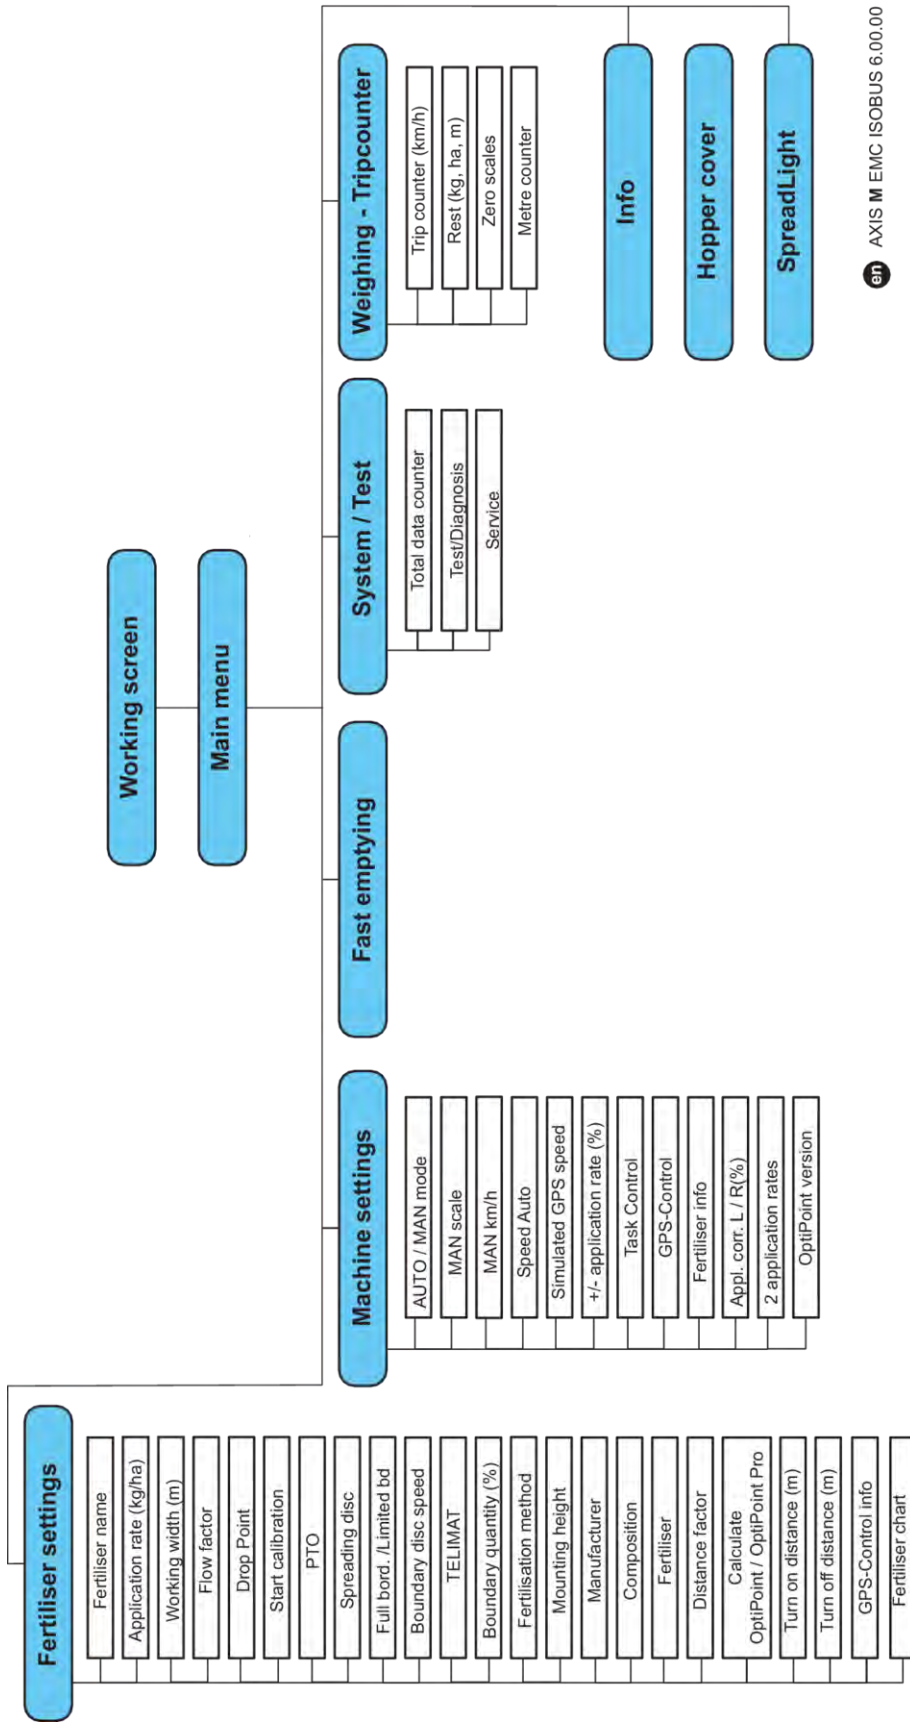 Working screen
Main menu
Fertiliser settings
Fertiliser name
Application rate (kg/ha)
Working width (m)
Flow factor
Drop Point
Start calibration
PTO
Spreading disc
Full bord. /Limited bd
Boundary disc speed
TELIMAT
Boundary quantity (%)
Fertilisation method
Mounting height
Manufacturer
Composition
Fertiliser
Distance factor
Calculate
OptiPoint / OptiPoint Pro
Turn on distance (m)
Turn off distance (m)
GPS-Control info
Fertiliser chart
Machine settings
AUTO / MAN mode
MAN scale
MAN km/h
Speed Auto
Simulated GPS speed
+/- application rate (%)
Task Control
GPS-Control
Fertiliser info
Appl. corr. L / R(%)
2 application rates
OptiPoint version
Fast emptying
System / Test
Total data counter
Test/Diagnosis
Service
Weighing - Tripcounter
Trip counter (km/h)
Rest (kg, ha, m)
Zero scales
Metre counter
Info
Hopper cover
SpreadLight
en AXIS M EMC ISOBUS 6.00.00